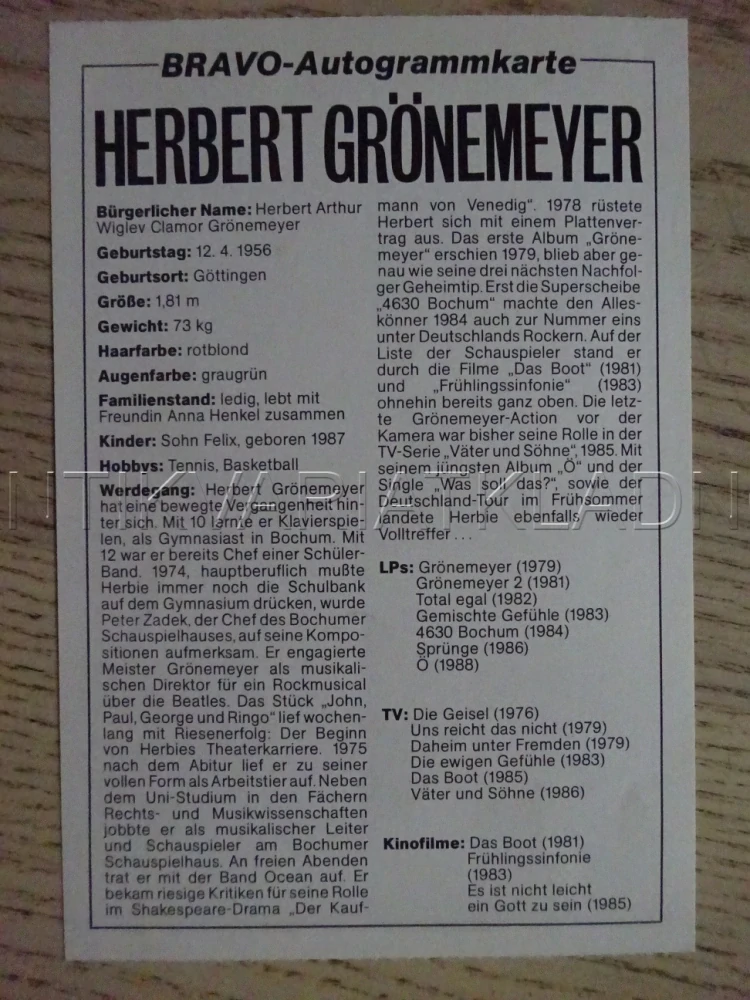 BRAVO-Autogrammkarte
HERBERT GRÖNEMEYER
Bürgerlicher Name: Herbert Arthur
Wiglev Clamor Grönemeyer
Geburtstag: 12. 4. 1956
Geburtsort: Göttingen
Größe: 1,81 m
Gewicht: 73 kg
Haarfarbe: rotblond
Augenfarbe: graugrün
Familienstand: ledig, lebt mit
Freundin Anna Henkel zusammen
Kinder: Sohn Felix, geboren 1987
Hobbys: Tennis, Basketball
Werdegang: Herbert Grönemeyer
hat eine bewegte Vergangenheit hin-
ter sich. Mit 10 lernte er Klavierspie-
len, als Gymnasiast in Bochum. Mit
12 war er bereits Chef einer Schüler-
Band. 1974, hauptberuflich mußte
Herbie immer noch die Schulbank
auf dem Gymnasium drücken, wurde
Peter Zadek, der Chef des Bochumer
Schauspielhauses, auf seine Kompo-
sitionen aufmerksam. Er engagierte
Meister Grönemeyer als musikali-
schen Direktor für ein Rockmusical
über die Beatles. Das Stück „John,
Paul, George und Ringo" lief wochen-
lang mit Riesenerfolg: Der Beginn
von Herbies Theaterkarriere. 1975
nach dem Abitur lief er zu seiner
vollen Form als Arbeitstier auf. Neben
dem Uni-Studium in den Fächern
Rechts- und Musikwissenschaften
jobbte er als musikalischer Leiter
und Schauspieler am Bochumer
Schauspielhaus. An freien Abenden
trat er mit der Band Ocean auf. Er
bekam riesige Kritiken für seine Rolle
im Shakespeare-Drama „Der Kauf-
mann von Venedig". 1978 rüstete
Herbert sich mit einem Plattenver-
trag aus. Das erste Album „Gröne-
meyer" erschien 1979, blieb aber ge-
nau wie seine drei nächsten Nachfol-
ger Geheimtip. Erst die Superscheibe
„4630 Bochum" machte den Alles-
könner 1984 auch zur Nummer eins
unter Deutschlands Rockern. Auf der
Liste der Schauspieler stand er
durch die Filme „Das Boot" (1981)
und „Frühlingssinfonie" (1983)
ohnehin bereits ganz oben. Die letz-
te Grönemeyer-Action vor der
Kamera war bisher seine Rolle in der
TV-Serie „Väter und Söhne", 1985. Mit
seinem jüngsten Album „Ö" und der
Single „Was soll das?", sowie der
Deutschland-Tour im Frühsommer
landete Herbie ebenfalls wieder
Volltreffer . . .
LPs: Grönemeyer (1979)
Grönemeyer 2 (1981)
Total egal (1982)
Gemischte Gefühle (1983)
4630 Bochum (1984)
Sprünge (1986)
Ö (1988)
TV: Die Geisel (1976)
Uns reicht das nicht (1979)
Daheim unter Fremden (1979)
Die ewigen Gefühle (1983)
Das Boot (1985)
Väter und Söhne (1986)
Kinofilme: Das Boot (1981)
Frühlingssinfonie
(1983)
Es ist nicht leicht
ein Gott zu sein (1985)